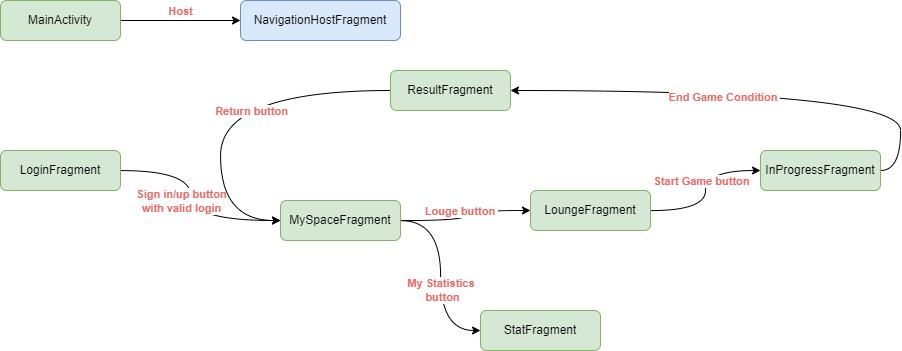 MainActivity
Host
NavigationHostFragment
ResultFragment
End Game Condition
Return button
LoginFragment
InProgressFragment
Sign in/up button
with valid login
Start Game button
MySpaceFragment
Louge button
LoungeFragment
My Statistics
button
StatFragment